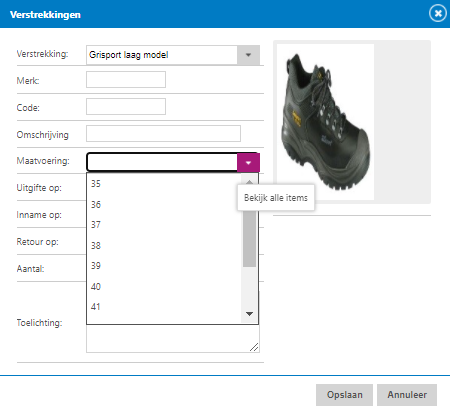 Verstrekkingen
Verstrekking: Grisport laag model
Merk:
Code:
Omschrijving
Maatvoering:
35
Uitgifte op:
Bekijk alle items
36
Inname op:
37
Retour op:
38
Aantal:
39
40
41
Toelichting:
Opslaan Annuleer